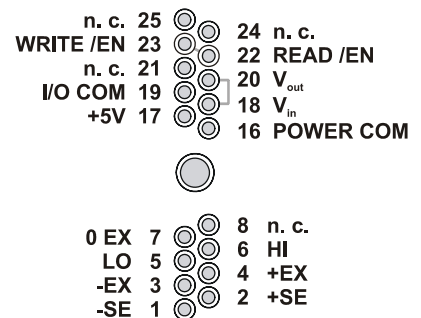 n. c. 25
24 n. c.
WRITE /EN 23
22 READ /EN
n. c. 21
20 Vout
I/O COM 19
18 Vin
+5V 17
16 POWER COM
8 n. c.
0 EX 7
6 HI
LO 5
4 +EX
-EX 3
2 +SE
-SE 1